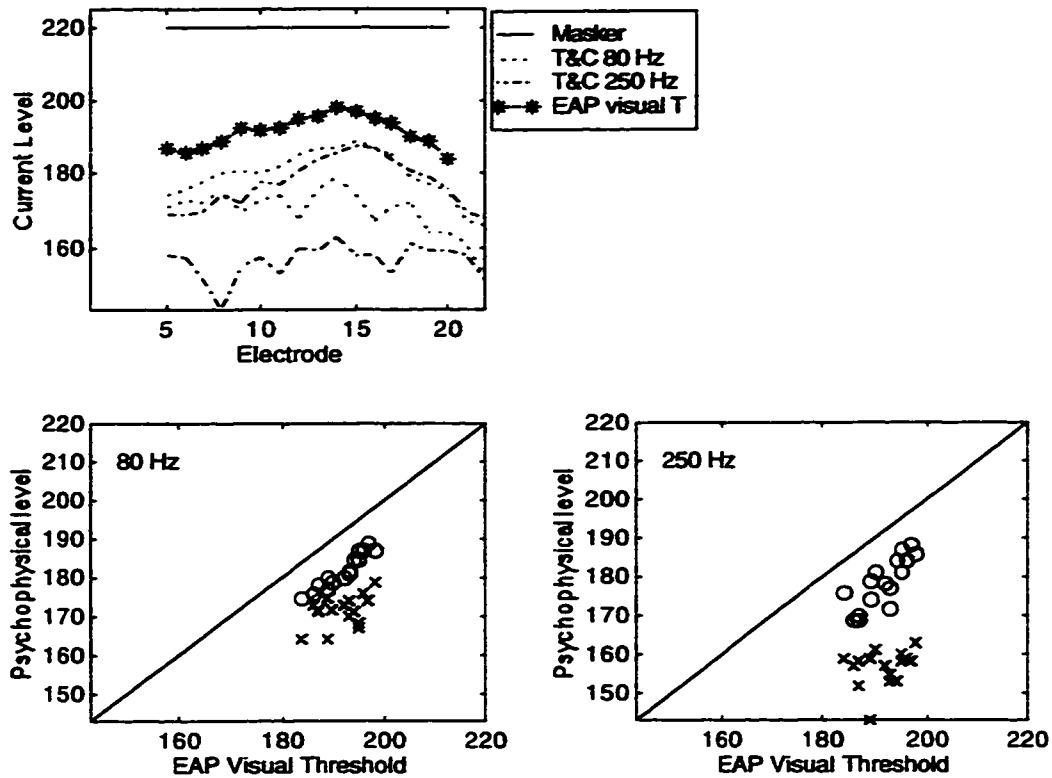 220
200
180
160
Current Level
5 10 15 20
Electrode
Masker
T&C 80 Hz
T&C 250 Hz
EAP visual T
220
210
200
190
180
170
160
150
Psychophysical level
80 Hz
160 180 200 220
EAP Visual Threshold
220
210
200
190
180
170
160
150
Psychophysical level
250 Hz
160 180 200 220
EAP Visual Threshold